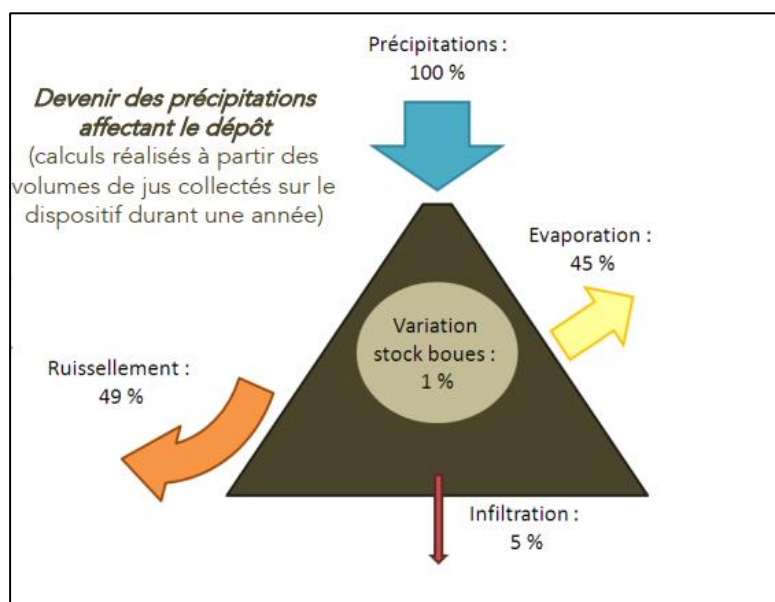 Précipitations :
100 %
Devenir des précipitations
affectant le dépôt
(calculs réalisés à partir des
volumes de jus collectés sur le
dispositif durant une année)
Evaporation :
45 %
Variation
stock boues :
1 %
Ruissellement :
49 %
Infiltration :
5 %